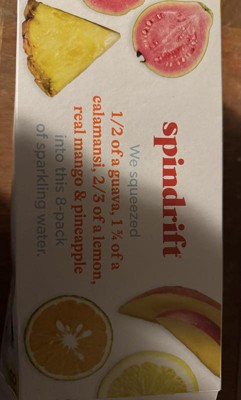 spindrift
We squeezed
1/2 of a guava, 1 ¾ of a
calamansi, 2/3 of a lemon,
real mango & pineapple
into this 8-pack
of sparkling water.